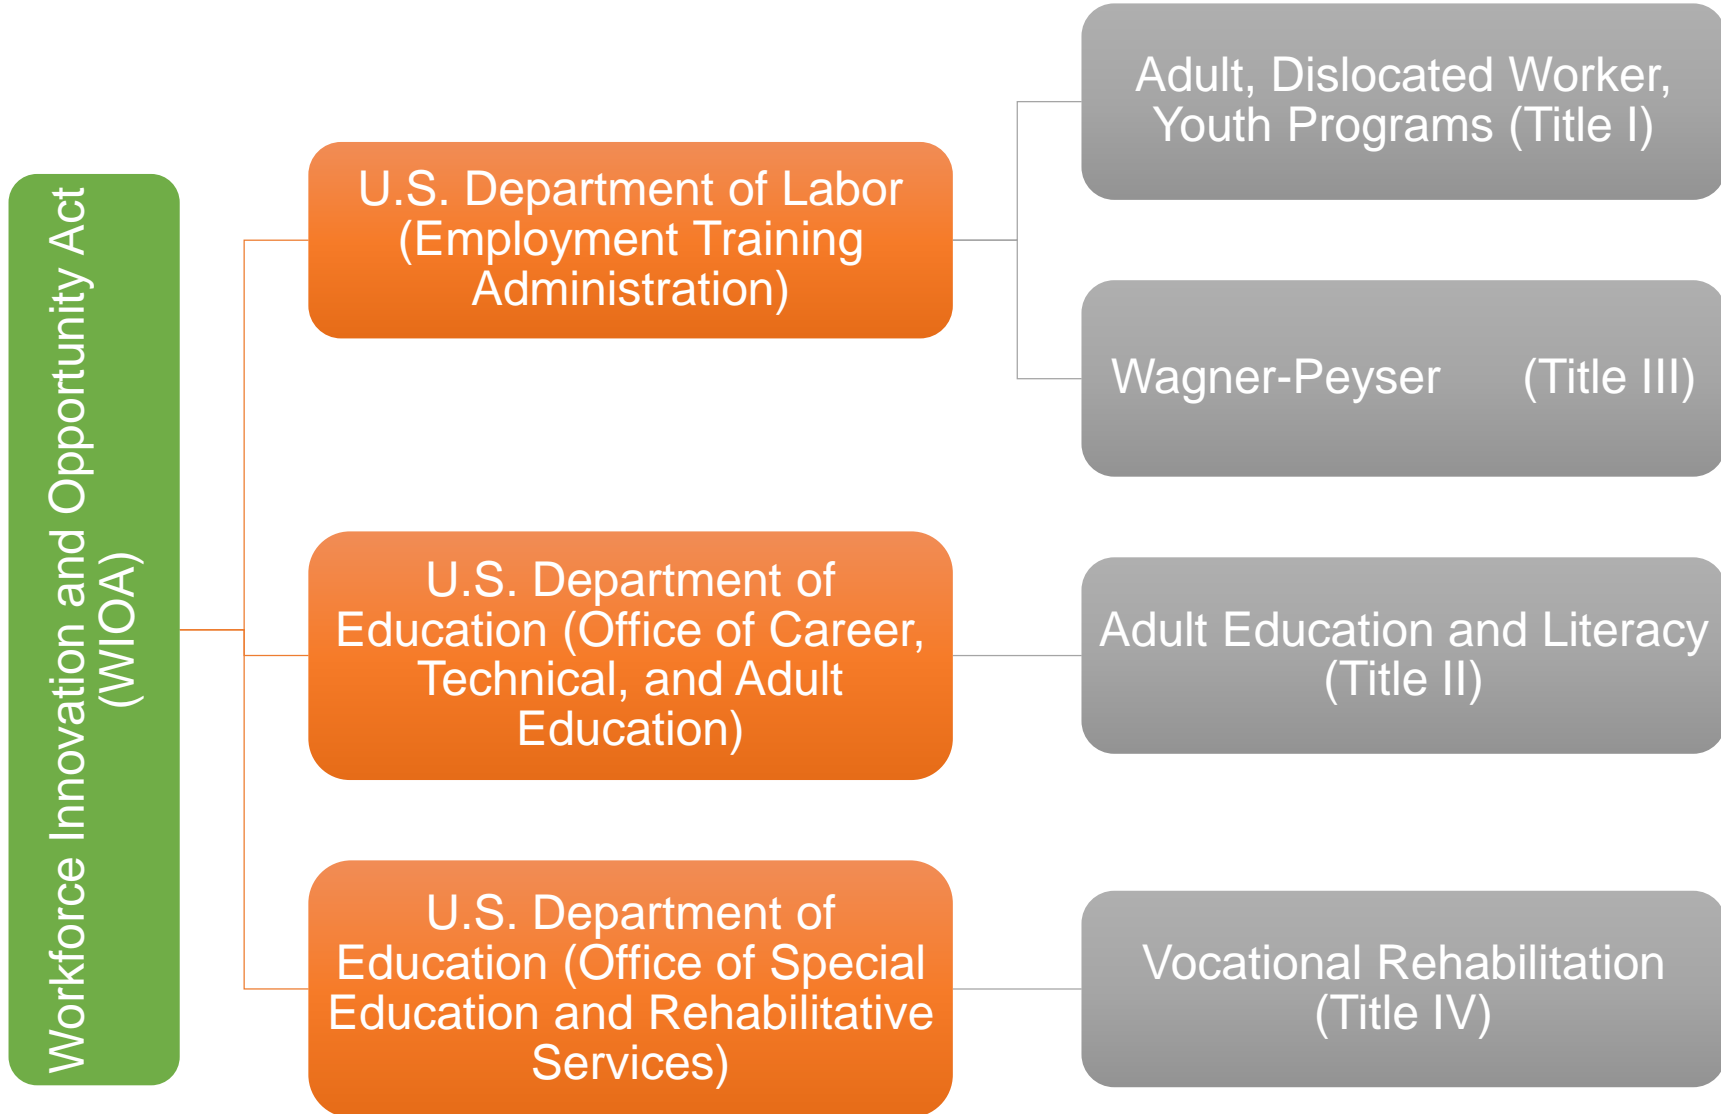 Workforce Innovation and Opportunity Act
(WIOA)
U.S. Department of Labor
(Employment Training
Administration)
Adult, Dislocated Worker,
Youth Programs (Title I)
Wagner-Peyser (Title III)
U.S. Department of
Education (Office of Career,
Technical, and Adult
Education)
Adult Education and Literacy
(Title II)
U.S. Department of
Education (Office of Special
Education and Rehabilitative
Services)
Vocational Rehabilitation
(Title IV)